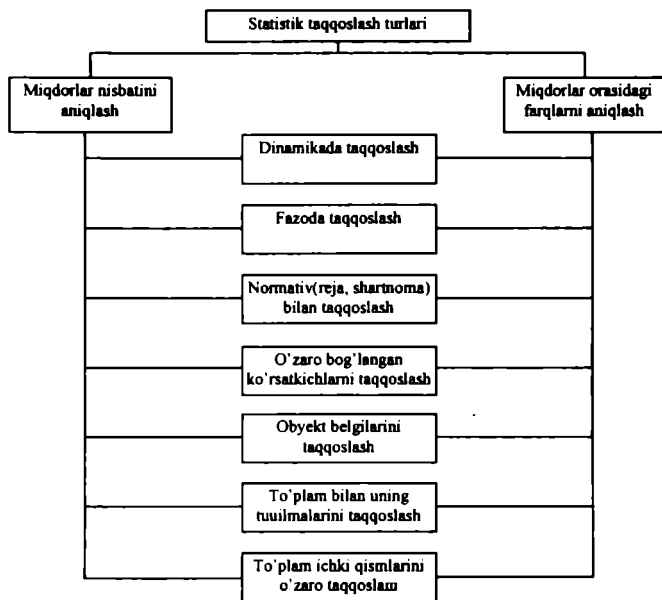 Statistik taqqoslash turlari
Miqdorlar nisbatini
aniqlash
Miqdorlar orasidagi
farqlarni aniqlash
Dinamikada taqqoslash
Fazoda taqqoslash
Normativ(reja, shartnoma)
bilan taqqoslash
O'zaro bog'langan
ko'rsatkichlarni taqqoslash
Obyekt belgilarini
taqqoslash
To'plam bilan uning
tuuilmalarini taqqoslash
To'plam ichki qismlarini
o'zaro